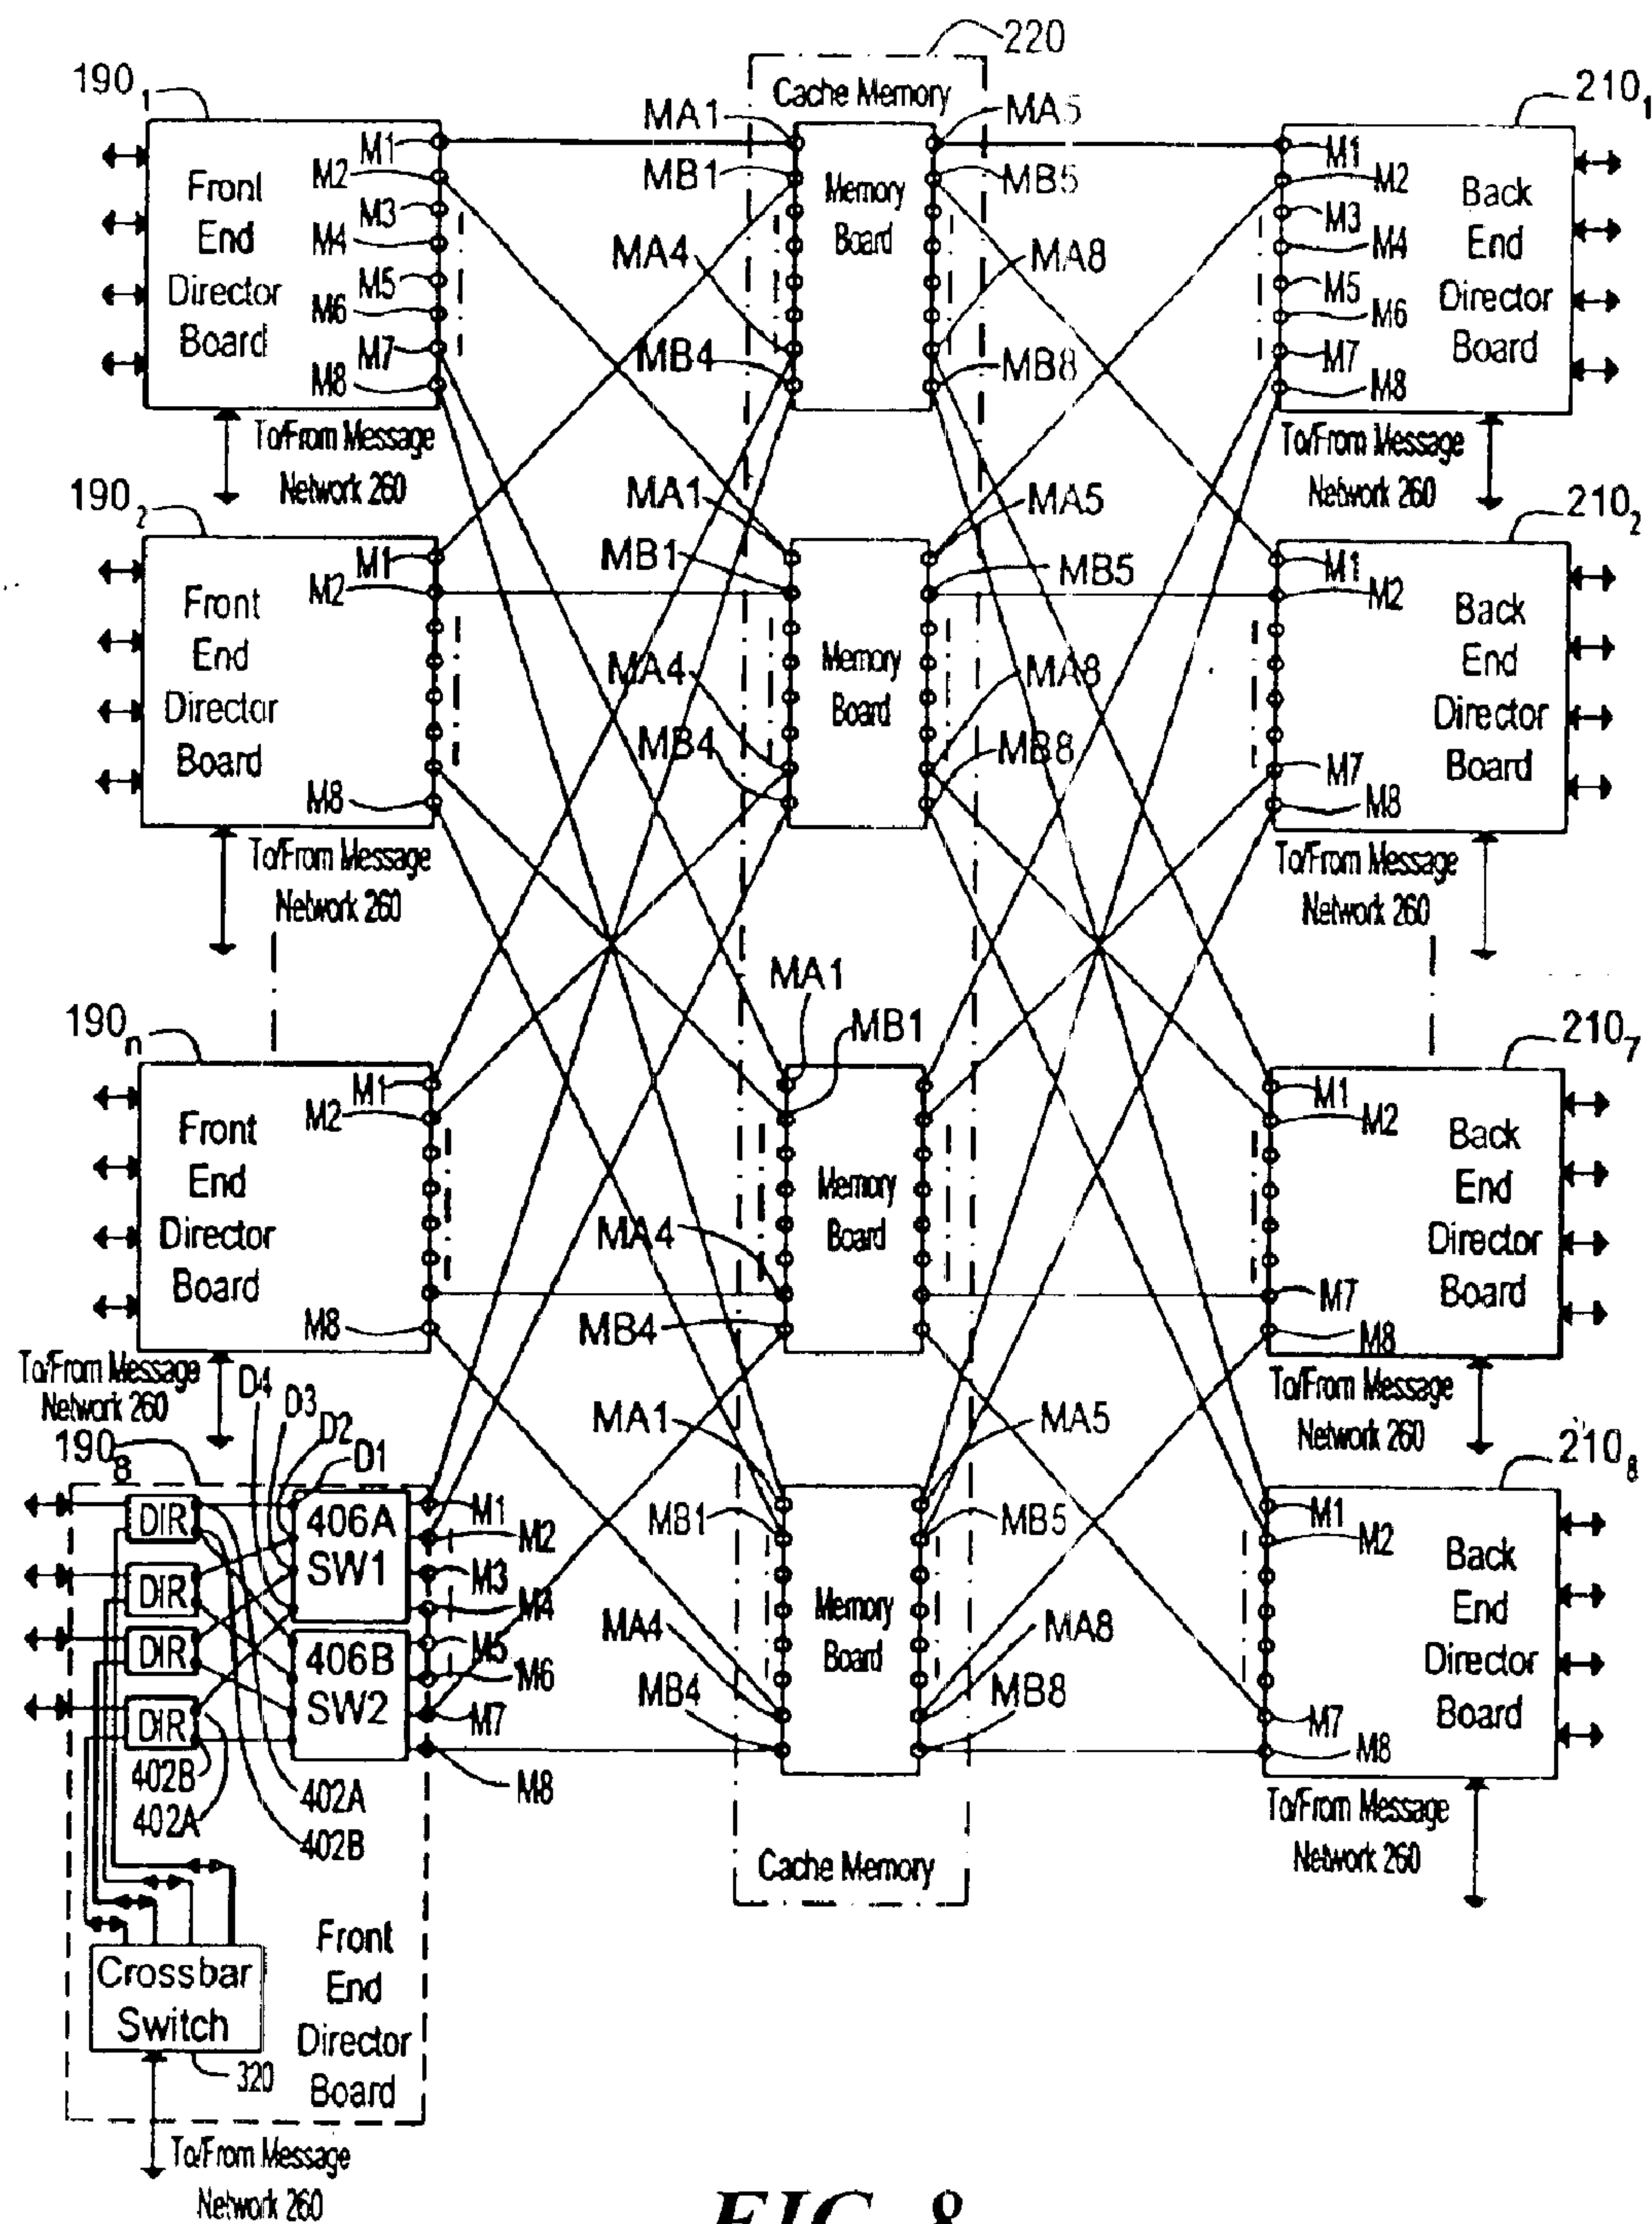 220
190 1
Cache Memory
210 1
MA1
MA5
M1
M1
Front
End
Director
Board
M2
MB1
Memory
Board
MB5
M2
Back
End
Director
Board
M3
M3
M4
MA4
MA8
M4
M5
M5
M6
M6
M7
MB4
MB8
M7
M8
M8
To/From Message
Network 260
To/From Message
Network 260
190 2
MA1
MA5
210 2
M1
MB1
MB5
M1
M2
M2
Front
End
Director
Board
Memory
Board
Back
End
Director
Board
MA4
MA8
MB4
MB8
M7
M8
M8
To/From Message
Network 260
To/From Message
Network 260
MA1
190 n
MB1
210 7
M1
M1
M2
M2
Front
End
Director
Board
Memory
Board
Back
End
Director
Board
MA4
M7
M8
MB4
M8
To/From Message
Network 260
To/From Message
Network 260
D4
D3
D2
D1
MA1
MA5
190 8
210 8
DIR
406A
SW1
M1
MB1
MB5
M1
M2
M2
DIR
M3
M4
Memory
Board
Back
End
Director
Board
DIR
406B
SW2
M5
MA4
MA8
M6
DIR
M7
MB4
MB8
M7
M8
402B
402A
M8
402A
402B
To/From Message
Network 260
Cache Memory
Crossbar
Switch
Front
End
Director
Board
320
To/From Message
Network 260
FIG. 8